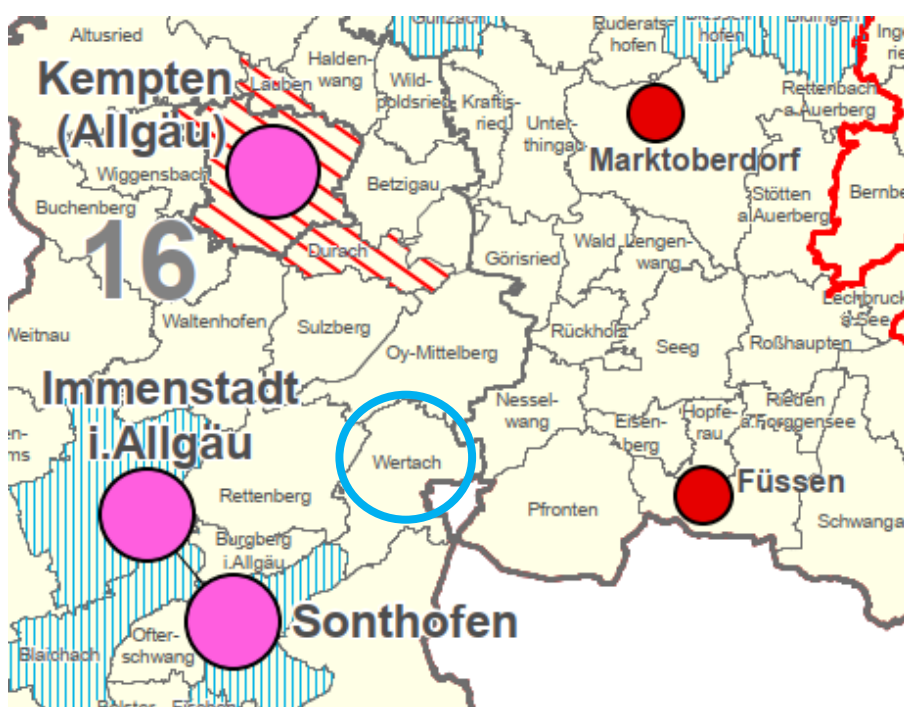 Altusried
Ruderats-
hofen
hofen
Halden-
wang
Lauben
Kempten
(Allgäu)
Wild-
poldsried
Kraftis-
ried
Unter-
thingau
Marktoberdorf
Rettenbach
a.Auerberg
Wiggensbach
Betzigau
Buchenberg
Stötten
a.Auerberg
16
Durach
Görisried
Wald
Lengen-
wang
Waltenhofen
Sulzberg
Weitnau
Oy-Mittelberg
Rückholz
Seeg
Roßhaupten
Lechbruck
a.See
Immenstadt
i.Allgäu
Nessel-
wang
Eisen-
berg
Hopfe-
rau
Rieden
a.Forggensee
Wertach
Rettenberg
Füssen
Pfronten
Burgberg
i.Allgäu
Sonthofen
Ofter-
schwang
Blaichach